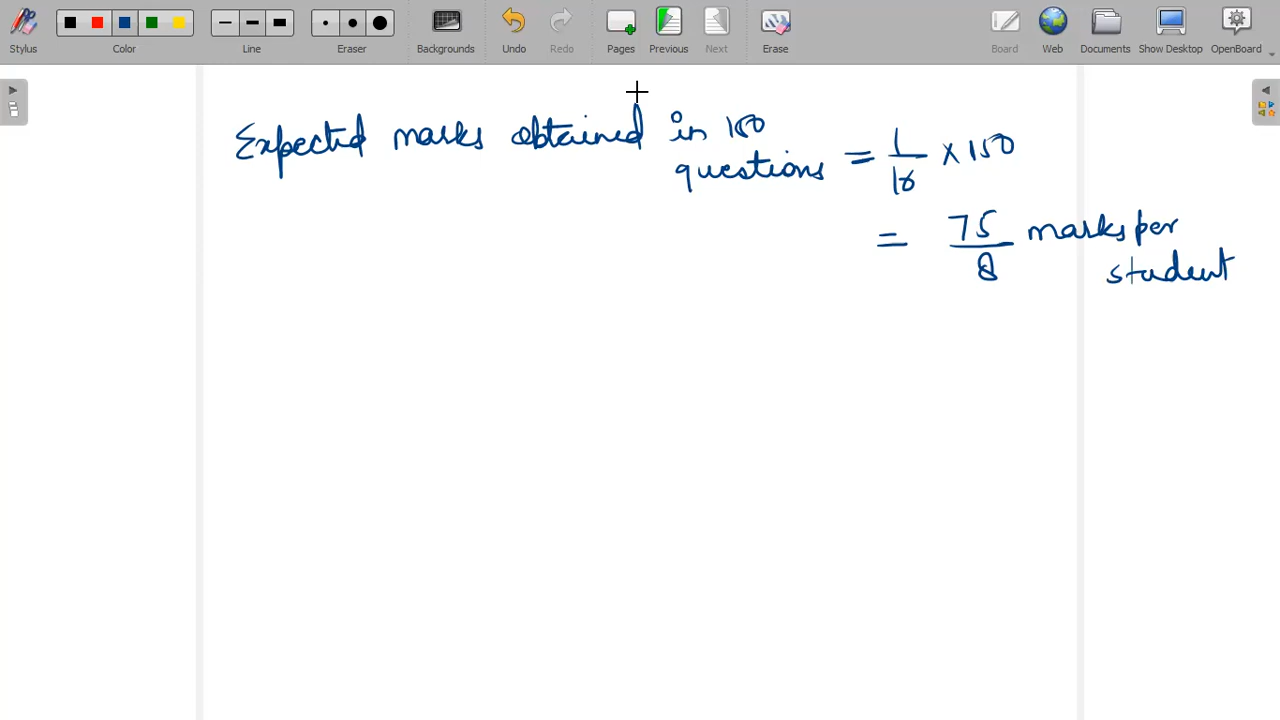 Stylus Color Line Eraser Backgrounds Undo Redo Pages Previous Next Erase Board Web Documents Show Desktop OpenBoard
Expected marks obtained in 150
questions = 1/16 × 150
= 75/8 marks per
student